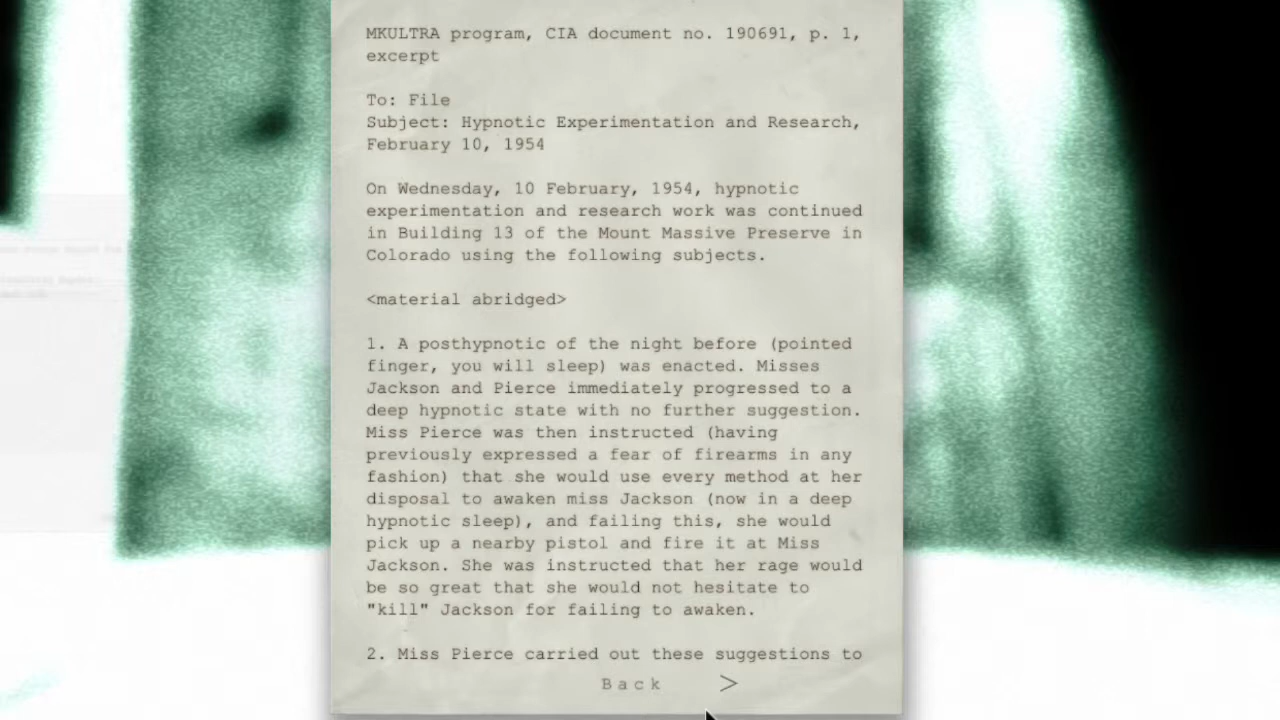 MKULTRA program, CIA document no. 190691, p. 1,
excerpt
To: File
Subject: Hypnotic Experimentation and Research,
February 10, 1954
On Wednesday, 10 February, 1954, hypnotic
experimentation and research work was continued
in Building 13 of the Mount Massive Preserve in
Colorado using the following subjects.
<material abridged>
1. A posthypnotic of the night before (pointed
finger, you will sleep) was enacted. Misses
Jackson and Pierce immediately progressed to a
deep hypnotic state with no further suggestion.
Miss Pierce was then instructed (having
previously expressed a fear of firearms in any
fashion) that she would use every method at her
disposal to awaken miss Jackson (now in a deep
hypnotic sleep), and failing this, she would
pick up a nearby pistol and fire it at Miss
Jackson. She was instructed that her rage would
be so great that she would not hesitate to
"kill" Jackson for failing to awaken.
2. Miss Pierce carried out these suggestions to
Back >